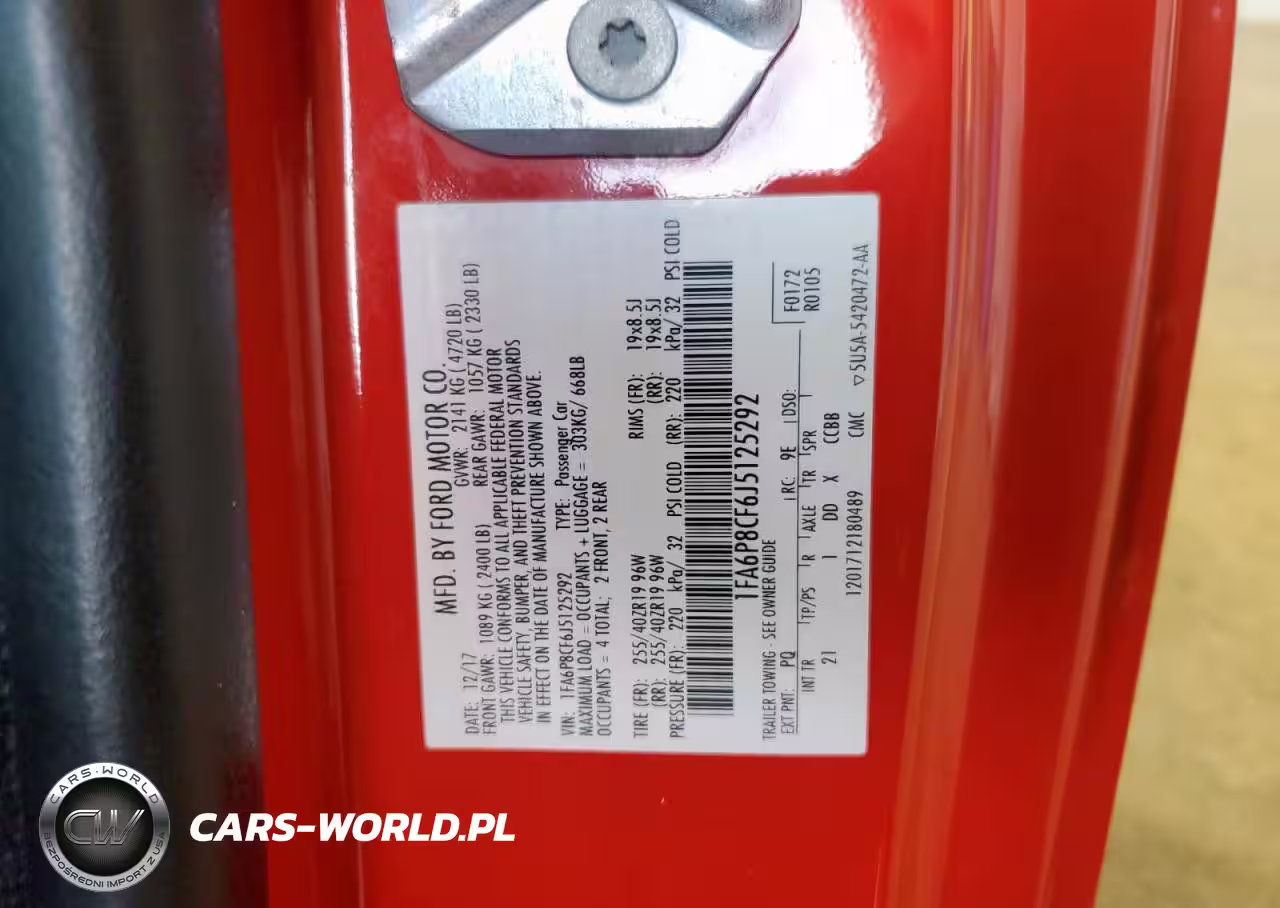 MFD. BY FORD MOTOR CO.
DATE: 12/17 GVWR: 2141 KG ( 4720 LB)
FRONT GAWR: 1089 KG ( 2400 LB) REAR GAWR: 1057 KG ( 2330 LB)
THIS VEHICLE CONFORMS TO ALL APPLICABLE FEDERAL MOTOR
VEHICLE SAFETY, BUMPER, AND THEFT PREVENTION STANDARDS
IN EFFECT ON THE DATE OF MANUFACTURE SHOWN ABOVE.
VIN: 1FA6P8CF6J5125292 TYPE: Passenger Car
MAXIMUM LOAD = OCCUPANTS + LUGGAGE = 303KG/ 668LB
OCCUPANTS = 4 TOTAL; 2 FRONT, 2 REAR
TIRE (FR): 255/40ZR19 96W RIMS (FR): 19x8.5J
(RR): 255/40ZR19 96W (RR): 19x8.5J
PRESSURE (FR): 220 kPa/ 32 PSI COLD (RR): 220 kPa/ 32 PSI COLD
1FA6P8CF6J5125292
TRAILER TOWING - SEE OWNER GUIDE
F0172
EXT PNT: PQ RC: 9E DSO:
R0105
INT TR TP/PS R AXLE TR SPR
21 I DD X CCBB
1201712180489 CMC ▽5U5A-5420472-AA
CARS-WORLD
CW
BEZPOŚREDNI IMPORT Z USA
CARS-WORLD.PL